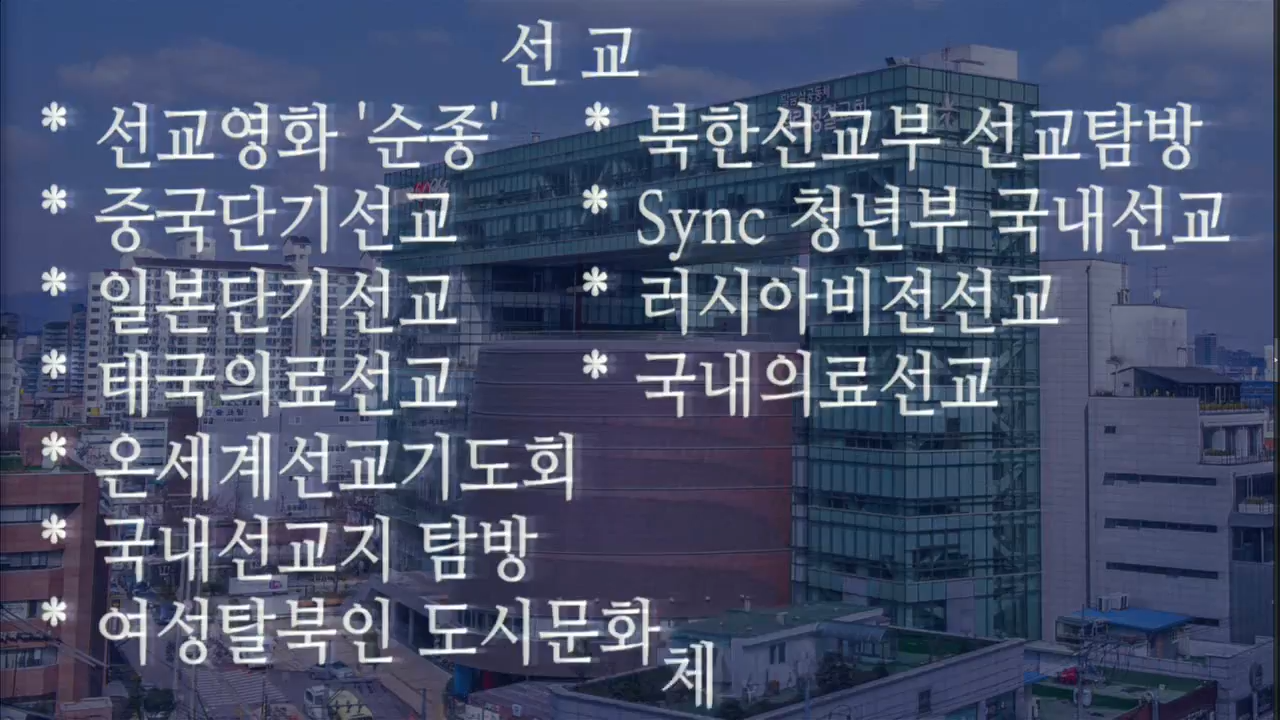 선 교
* 선교영화 '순종'
* 중국단기선교
* 일본단기선교
* 태국의료선교
* 온세계선교기도회
* 국내선교지 탐방
* 여성탈북인 도시문화
체
* 북한선교부 선교탐방
* Sync 청년부 국내선교
* 러시아비전선교
* 국내의료선교